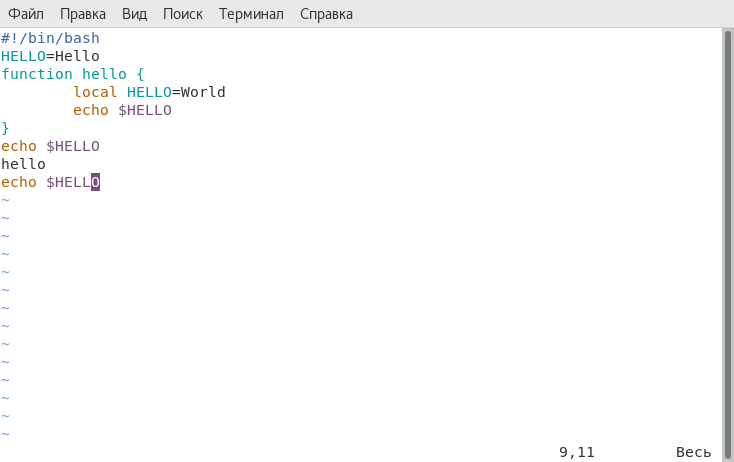 Файл Правка Вид Поиск Терминал Справка
#!/bin/bash
HELLO=Hello
function hello {
        local HELLO=World
        echo $HELLO
}
echo $HELLO
hello
echo $HELLO
~
~
~
~
~
~
~
~
~
~
~
~
~
~
9,11 Весь